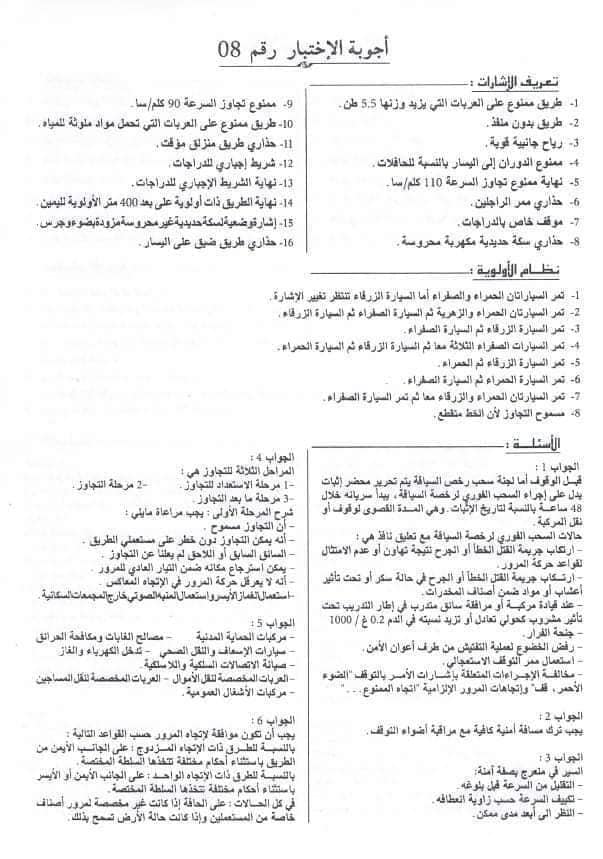 أجوبة الإختبار رقم 08
تعريف الإشارات :
1- طريق ممنوع على العربات التي يزيد وزنها 5.5 طن.
2- طريق بدون منفذ.
3- رياح جانبية قوية.
4- ممنوع الدوران إلى اليسار بالنسبة للحافلات.
5- نهاية ممنوع تجاوز السرعة 110 كلم/سا.
6- حذاري ممر الراجلين.
7- موقف خاص بالدراجات.
8- حذاري سكة حديدية مكهربة محروسة.
9- ممنوع تجاوز السرعة 90 كلم/سا.
10- طريق ممنوع على العربات التي تحمل مواد ملوثة للمياه.
11- حذاري طريق منزلق مؤقت.
12- شريط إجباري للدراجات.
13- نهاية الشريط الإجباري للدراجات.
14- نهاية الطريق ذات أولوية على بعد 400 متر الأولوية لليمين.
15- إشارة وضعية لسكة حديدية غير محروسة مزودة بضوء وجرس.
16- حذاري طريق ضيق على اليسار.
نظام الأولوية :
1- تمر السيارتان الحمراء والصفراء أما السيارة الزرقاء تنتظر تغيير الإشارة.
2- تمر السيارتان الحمراء والزهرية ثم السيارة الصفراء ثم السيارة الزرقاء.
3- تمر السيارة الزرقاء ثم السيارة الصفراء.
4- تمر السيارات الصفراء الثلاثة معا ثم السيارة الزرقاء ثم السيارة الحمراء.
5- تمر السيارة الزرقاء ثم الحمراء.
6- تمر السيارة الحمراء ثم السيارة الصفراء.
7- تمر السيارتان الحمراء والزرقاء معا ثم تمر السيارة الصفراء.
8- مسموح التجاوز لأن الخط متقطع.
الأسئلة :
الجواب 1 :
قبل الوقوف أما لجنة سحب رخص السياقة يتم تحرير محضر إثبات
يدل على إجراء السحب الفوري لرخصة السياقة، يبدأ سريانه خلال
48 ساعة بالنسبة لتاريخ الإثبات. وهي المدة القصوى لوقوف أو
نقل المركبة.
حالات السحب الفوري لرخصة السياقة مع تعليق نافذ هي :
- ارتكاب جريمة القتل الخطأ أو الجرح نتيجة تهاون أو عدم الامتثال
لقواعد حركة المرور.
- ارتكاب جريمة القتل الخطأ أو الجرح في حالة سكر أو تحت تأثير
أعشاب أو مواد ضمن أصناف المخدرات.
- عند قيادة مركبة أو مرافقة سائق متدرب في إطار التدريب تحت
تأثير مشروب كحولي تعادل أو تزيد نسبته في الدم 0.2 غ / 1000
- جنحة الفرار.
- رفض الخضوع لعملية التفتيش من طرف أعوان الأمن.
- استعمال ممر التوقف الاستعجالي.
- مخالفة الإجراءات المتعلقة بإشارات الأمر بالتوقف "الضوء
الأحمر، قف" وإتجاهات المرور الإلزامية "اتجاه الممنوع ..."
الجواب 2 :
يجب ترك مسافة أمنية كافية مع مراقبة أضواء التوقف.
الجواب 3 :
السير في منعرج بصفة آمنة:
- التقليل من السرعة قبل بلوغه.
- تكييف السرعة حسب زاوية انعطافه.
- النظر الى أبعد مدى ممكن.
الجواب 4 :
المراحل الثلاثة للتجاوز هي :
1- مرحلة الاستعداد للتجاوز. 2- مرحلة التجاوز.
3- مرحلة ما بعد التجاوز.
شرح المرحلة الأولى : يجب مراعاة مايلي :
- أن التجاوز مسموح.
- أنه يمكن التجاوز دون خطر على مستعملي الطريق.
- السائق السابق أو اللاحق لم يعلنا عن التجاوز.
- يمكن استرجاع مكانه ضمن التيار العادي للمرور.
- أنه لا يعرقل حركة المرور في الإتجاه المعاكس.
- استعمال الغماز الأيسر واستعمال المنبه الصوتي خارج المجمعات السكانية.
الجواب 5 :
- مركبات الحماية المدنية - مصالح الغابات ومكافحة الحرائق
- سيارات الإسعاف والنقل الصحي - تدخل الكهرباء والغاز
- صيانة الاتصالات السلكية واللاسلكية.
- العربات المخصصة لنقل الأموال - العربات المخصصة لنقل المساجين
- مركبات الأشغال العمومية.
الجواب 6 :
يجب أن تكون موافقة لإتجاه المرور حسب القواعد التالية :
بالنسبة للطرق ذات الإتجاه المزدوج : على الجانب الأيمن من
الطريق باستثناء أحكام مختلفة تتخذها السلطة المختصة.
بالنسبة للطرق ذات الإتجاه الواحد : على الجانب الأيمن أو الأيسر
باستثناء أحكام مختلفة تتخذها السلطة المختصة.
في كل الحالات : على الحافة إذا كانت غير مخصصة لمرور أصناف
خاصة من المستعملين وإذا كانت حالة الأرض تسمح بذلك.